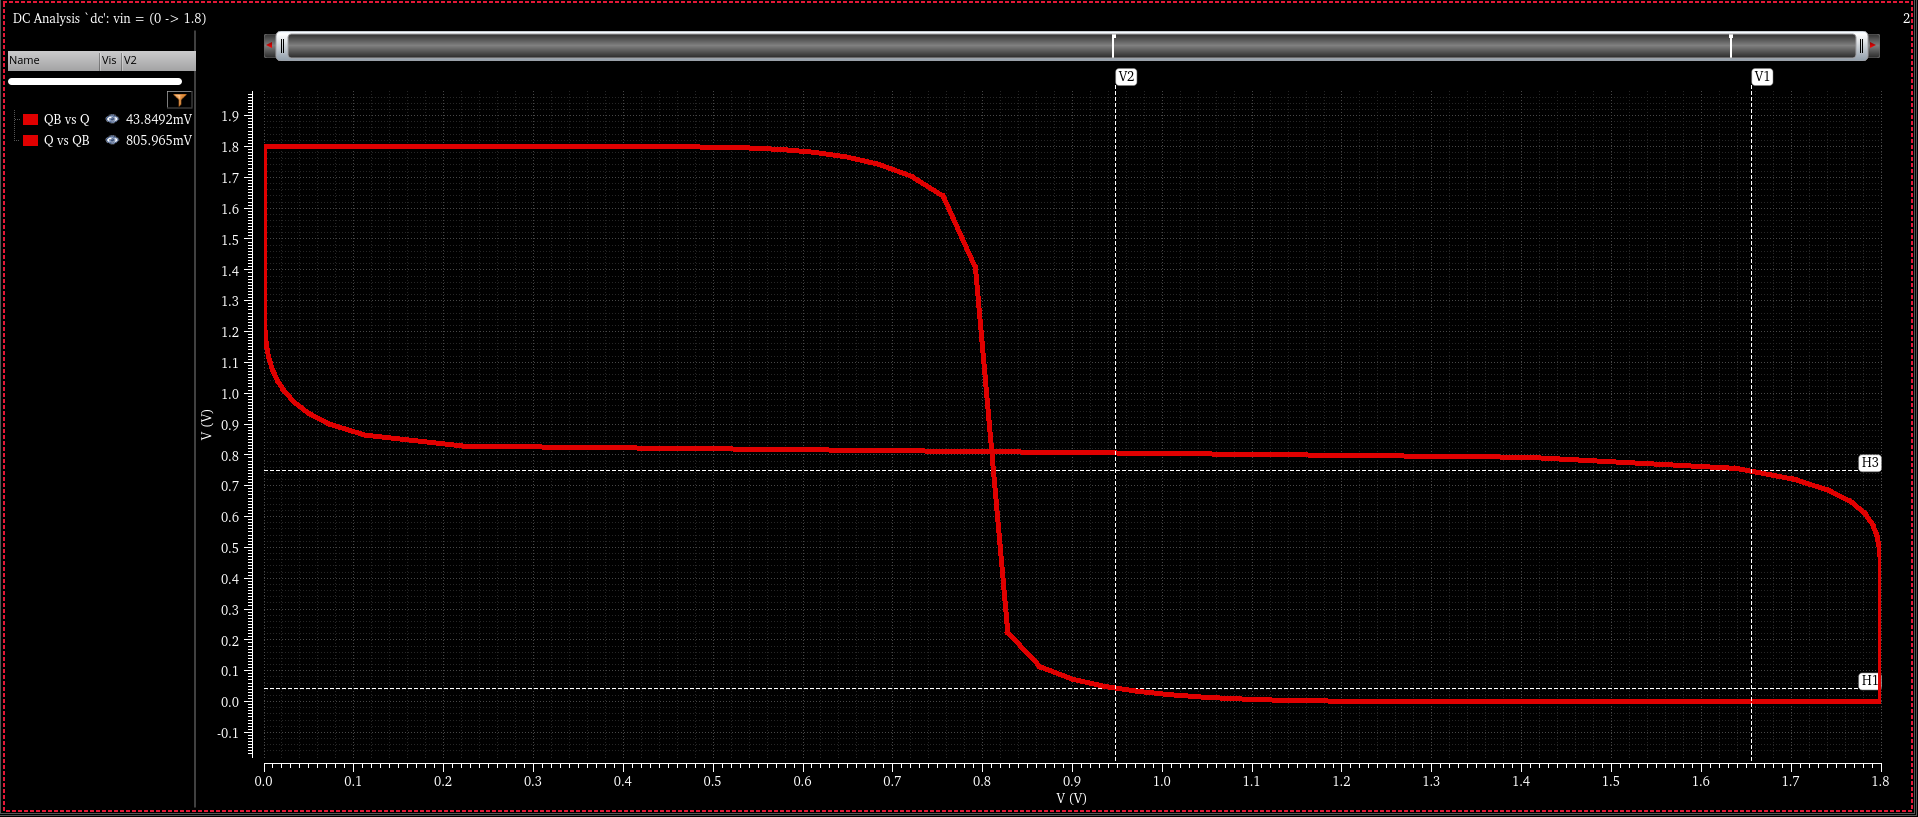 DC Analysis `dc': vin = (0 -> 1.8)
2
Name Vis V2
QB vs Q 43.8492mV
Q vs QB 805.965mV
V2 V1
1.9
1.8
1.7
1.6
1.5
1.4
1.3
1.2
1.1
1.0
0.9
0.8
0.7
0.6
0.5
0.4
0.3
0.2
0.1
0.0
-0.1
V (V)
H3
H1
0.0 0.1 0.2 0.3 0.4 0.5 0.6 0.7 0.8 0.9 1.0 1.1 1.2 1.3 1.4 1.5 1.6 1.7 1.8
V (V)